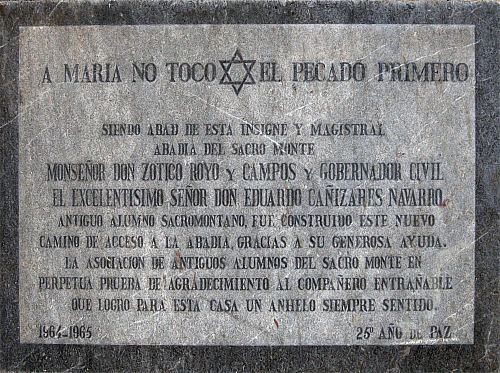 A MARIA NO TOCO ✡ EL PECADO PRIMERO
SIENDO ABAD DE ESTA INSIGNE Y MAGISTRAL
ABADIA DEL SACRO MONTE
MONSEÑOR DON ZOTICO ROYO Y CAMPOS Y GOBERNADOR CIVIL
EL EXCELENTISIMO SEÑOR DON EDUARDO CAÑIZARES NAVARRO
ANTIGUO ALUMNO SACROMONTANO, FUE CONSTRUIDO ESTE NUEVO
CAMINO DE ACCESO A LA ABADIA, GRACIAS A SU GENEROSA AYUDA.
LA ASOCIACION DE ANTIGUOS ALUMNOS DEL SACRO MONTE EN
PERPETUA PRUEBA DE AGRADECIMIENTO AL COMPAÑERO ENTRAÑABLE
QUE LOGRO PARA ESTA CASA UN ANHELO SIEMPRE SENTIDO.
1964-1965 25º AÑO DE PAZ